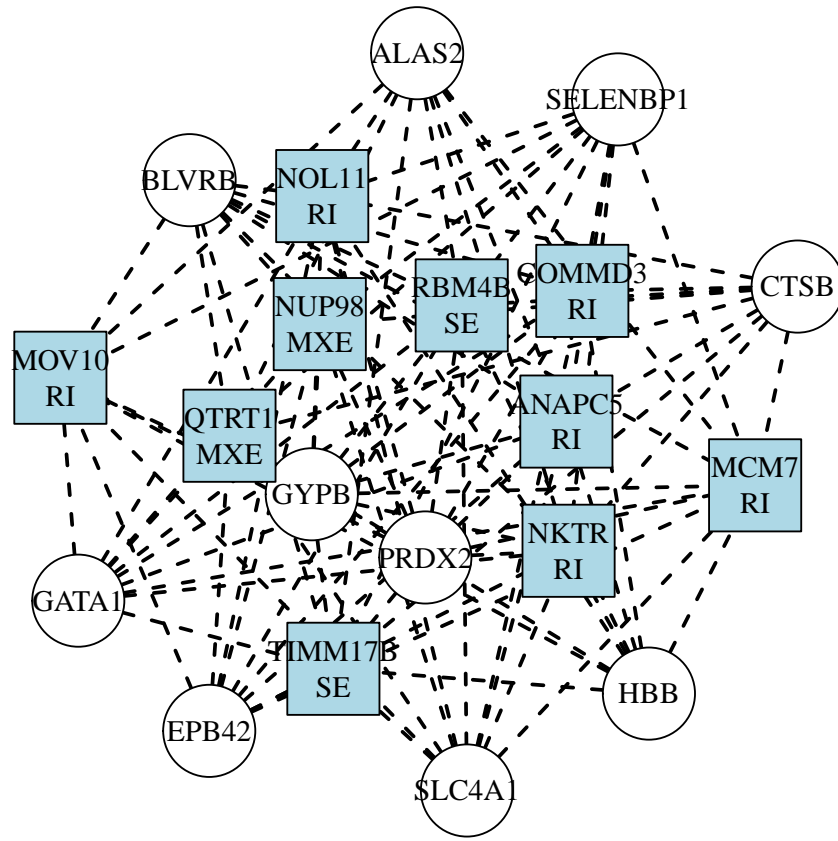 ALAS2
SELENBP1
BLVRB
NOL11
RI
CTSB
COMMD3
RI
RBM4B
SE
NUP98
MXE
MOV10
RI
QTRT1
MXE
ANAPC5
RI
MCM7
RI
GYPB
NKTR
RI
PRDX2
GATA1
TIMM17B
SE
HBB
EPB42
SLC4A1